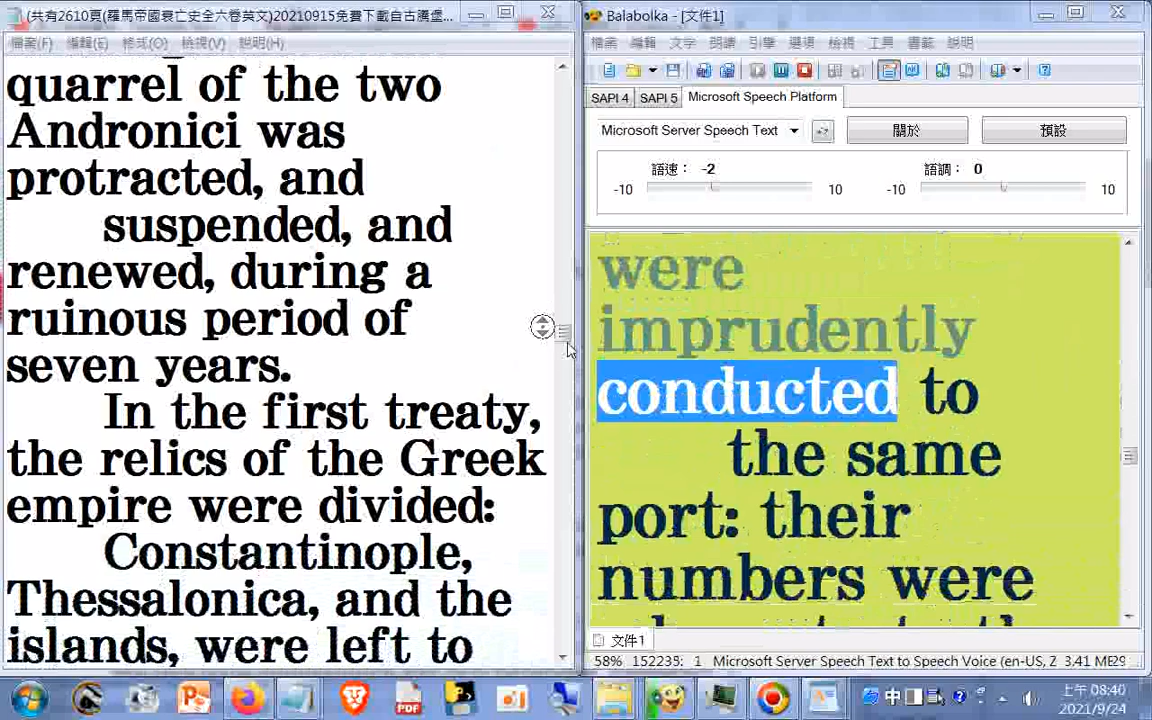 (共有2610頁(羅馬帝國衰亡史全六卷英文)20210915免費下載自古騰堡...
檔案(F) 編輯(E) 格式(O) 檢視(V) 說明(H)
quarrel of the two
Andronici was
protracted, and
suspended, and
renewed, during a
ruinous period of
seven years.
In the first treaty,
the relics of the Greek
empire were divided:
Constantinople,
Thessalonica, and the
islands, were left to
Balabolka - [文件1]
檔案 編輯 文字 朗讀 引擎 選項 檢視 工具 書籤 說明
SAPI 4 SAPI 5 Microsoft Speech Platform
Microsoft Server Speech Text +? 關於 預設
語速: -2 語調: 0
-10 10 -10 10
were
imprudently
conducted to
the same
port: their
numbers were
文件1
58% 152235: 1 Microsoft Server Speech Text to Speech Voice (en-US, Z 3.41 ME29
中
上午 08:40
2021/9/24